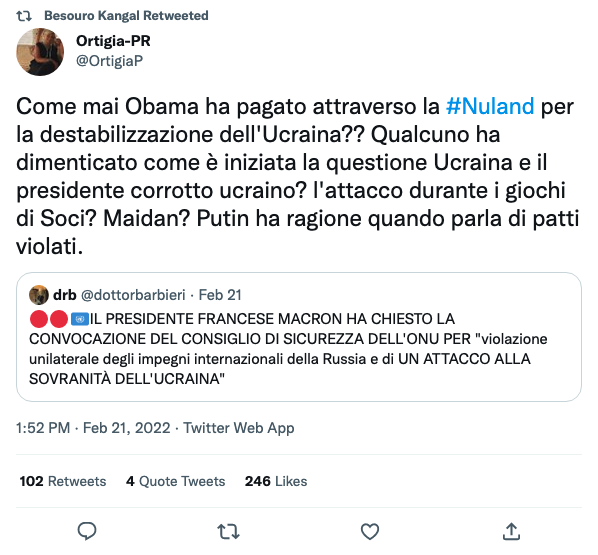 Besouro Kangal Retweeted
Ortigia-PR
@OrtigiaP
Come mai Obama ha pagato attraverso la #Nuland per
la destabilizzazione dell'Ucraina?? Qualcuno ha
dimenticato come è iniziata la questione Ucraina e il
presidente corrotto ucraino? l'attacco durante i giochi
di Soci? Maidan? Putin ha ragione quando parla di patti
violati.
drb @dottorbarbieri · Feb 21
IL PRESIDENTE FRANCESE MACRON HA CHIESTO LA
CONVOCAZIONE DEL CONSIGLIO DI SICUREZZA DELL'ONU PER "violazione
unilaterale degli impegni internazionali della Russia e di UN ATTACCO ALLA
SOVRANITÀ DELL'UCRAINA"
1:52 PM · Feb 21, 2022 · Twitter Web App
102 Retweets 4 Quote Tweets 246 Likes